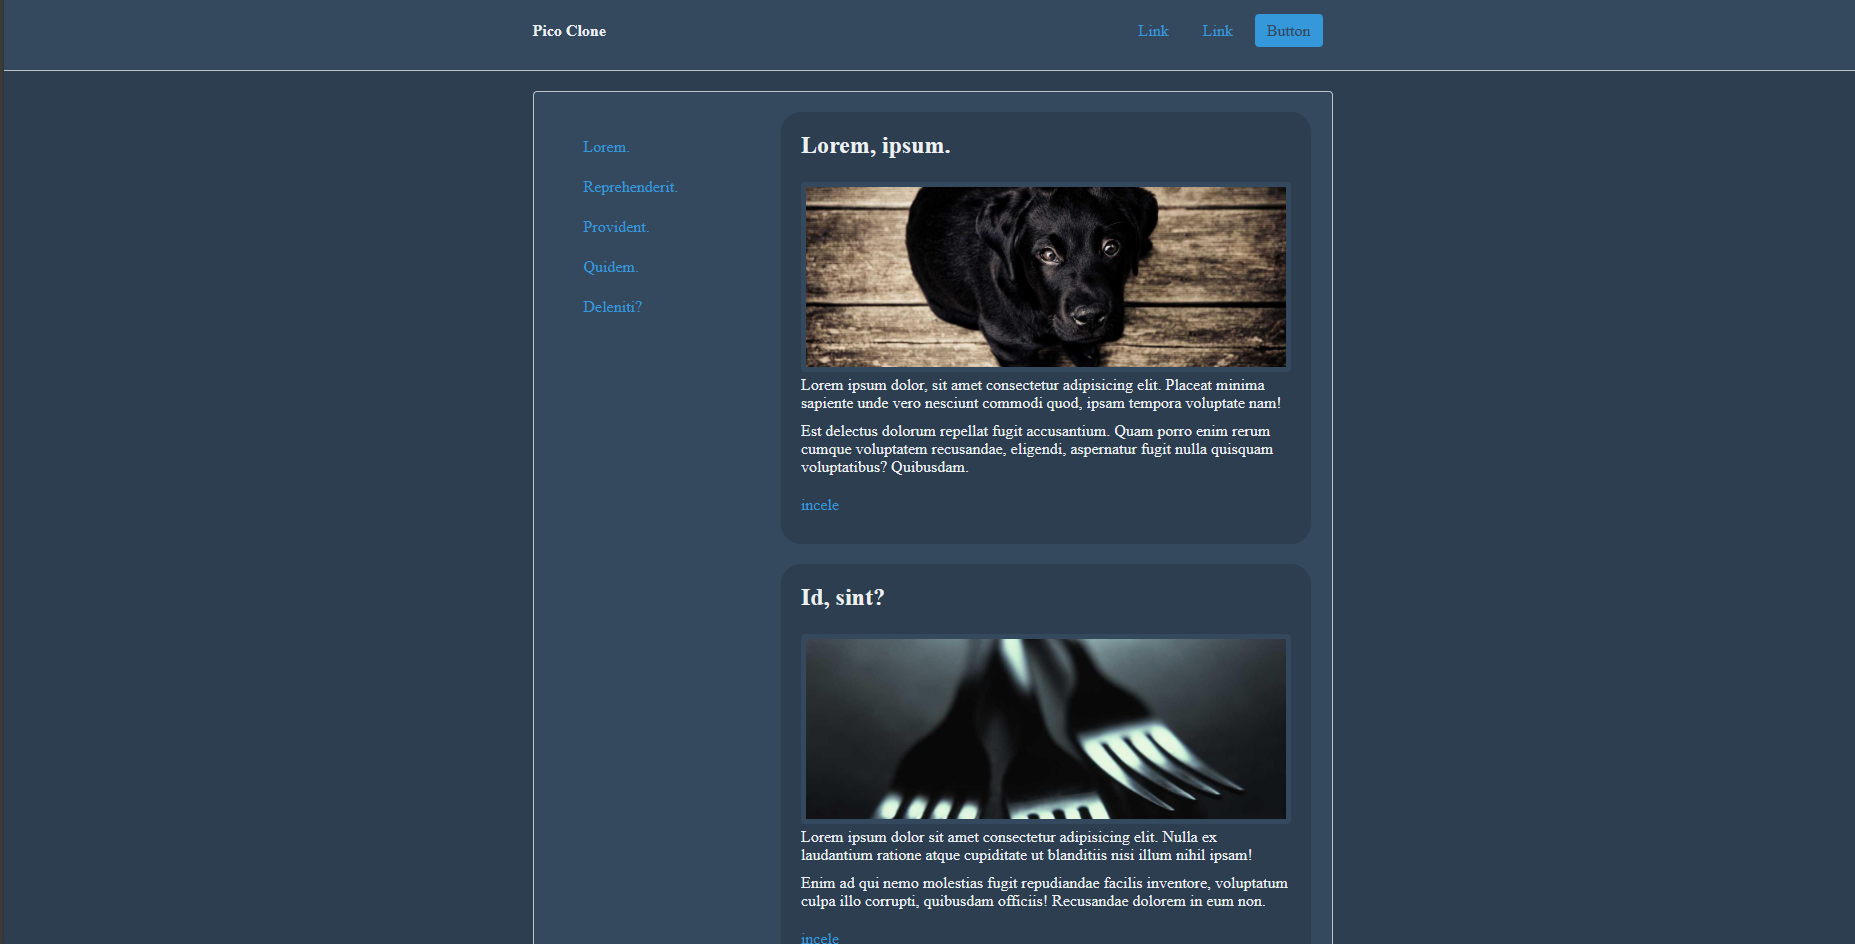 Pico Clone
Link
Link
Button
Lorem.
Reprehenderit.
Provident.
Quidem.
Deleniti?
Lorem, ipsum.
Lorem ipsum dolor, sit amet consectetur adipisicing elit. Placeat minima
sapiente unde vero nesciunt commodi quod, ipsam tempora voluptate nam!
Est delectus dolorum repellat fugit accusantium. Quam porro enim rerum
cumque voluptatem recusandae, eligendi, aspernatur fugit nulla quisquam
voluptatibus? Quibusdam.
incele
Id, sint?
Lorem ipsum dolor sit amet consectetur adipisicing elit. Nulla ex
laudantium ratione atque cupiditate ut blanditiis nisi illum nihil ipsam!
Enim ad qui nemo molestias fugit repudiandae facilis inventore, voluptatum
culpa illo corrupti, quibusdam officiis! Recusandae dolorem in eum non.
incele